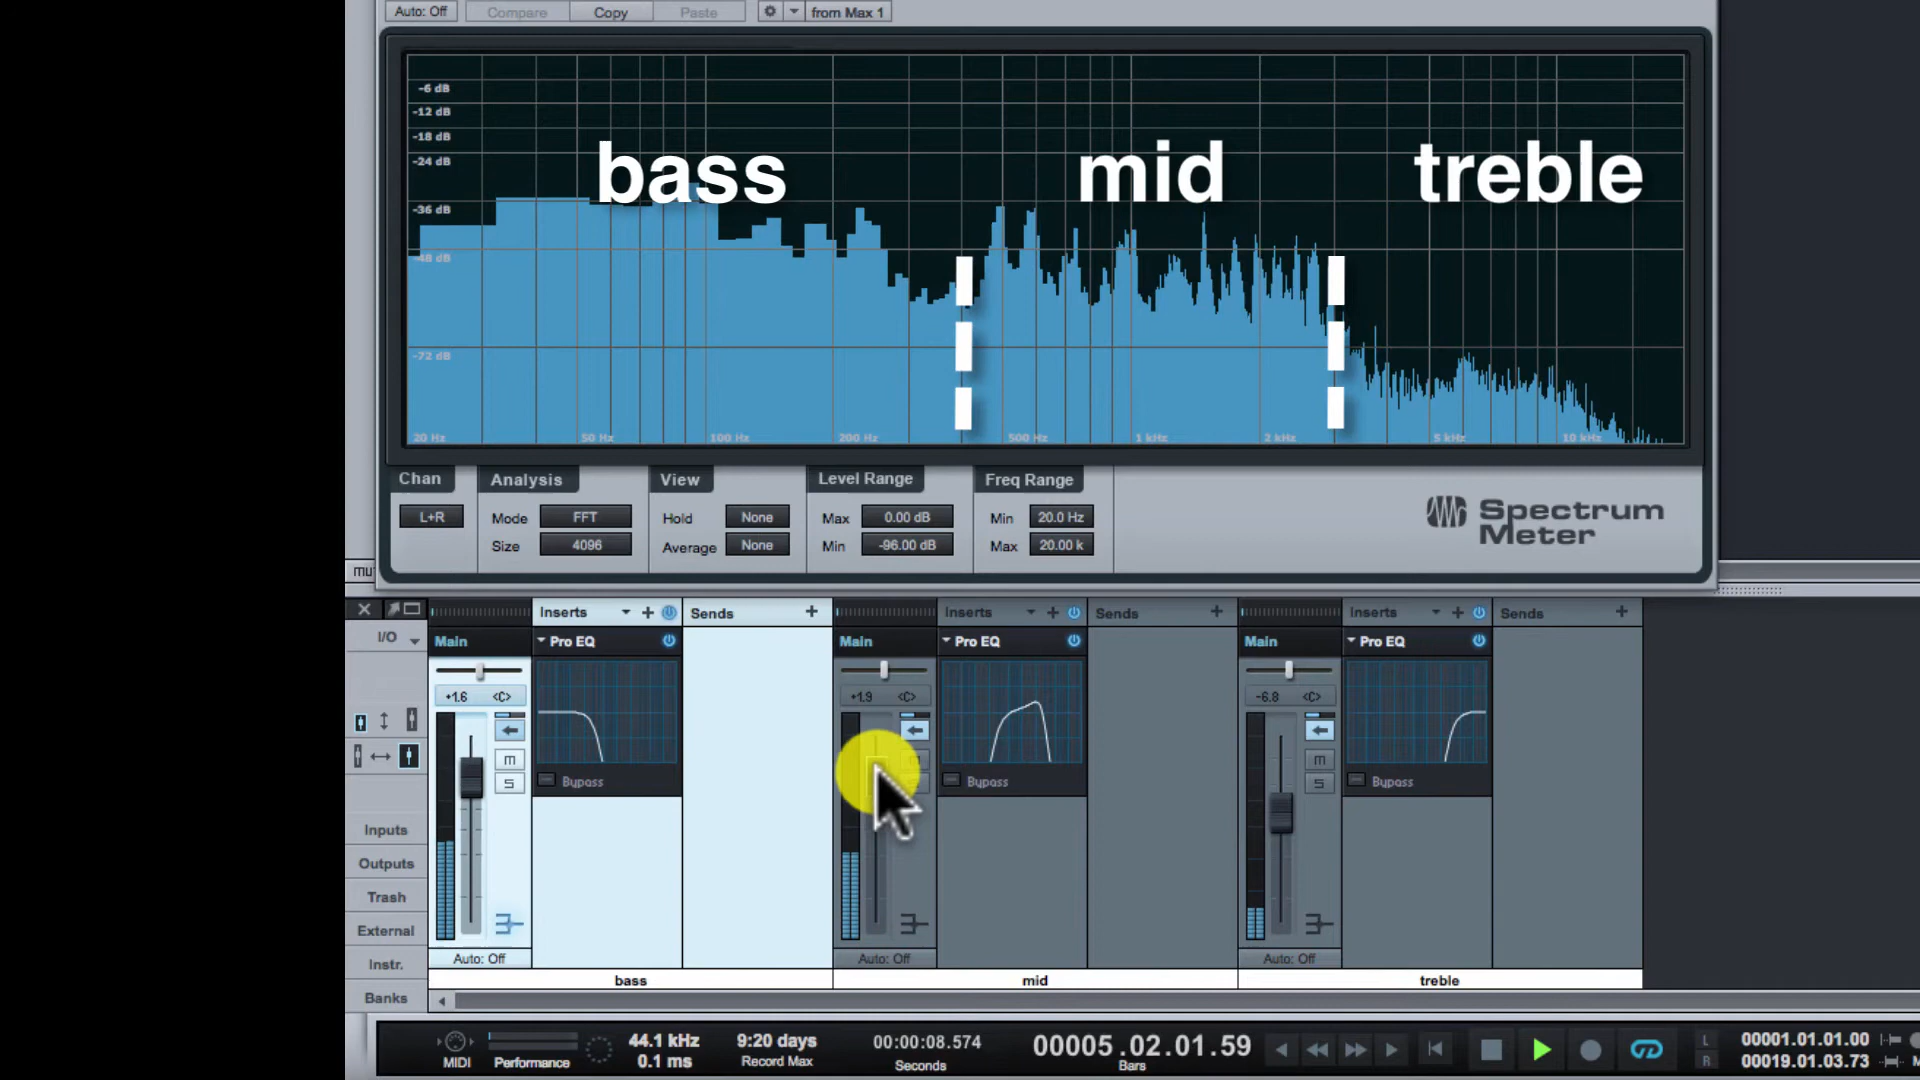 Auto: Off Compare Copy Paste from Max 1
-6 dB
-12 dB
-18 dB
-24 dB
bass mid treble
-36 dB
-48 dB
-72 dB
20 Hz 50 Hz 100 Hz 200 Hz 500 Hz 1 kHz 2 kHz 5 kHz 10 kHz
Chan Analysis View Level Range Freq Range
L+R Mode FFT Hold None Max 0.00 dB Min 20.0 Hz
Size 4096 Average None Min -96.00 dB Max 20.00 k
Spectrum
Meter
mu
Inserts Sends Inserts Sends Inserts Sends
I/O Main Pro EQ Main Pro EQ Main Pro EQ
+1.6 <C> +1.9 <C> -6.8 <C>
M M
S Bypass Bypass S Bypass
Inputs
Outputs
Trash
External
Instr. Auto: Off Auto: Off Auto: Off
bass mid treble
Banks
MIDI Performance 44.1 kHz 9:20 days 00:00:08.574 00005.02.01.59 L 00001.01.01.00
0.1 ms Record Max Seconds Bars R 00019.01.03.73